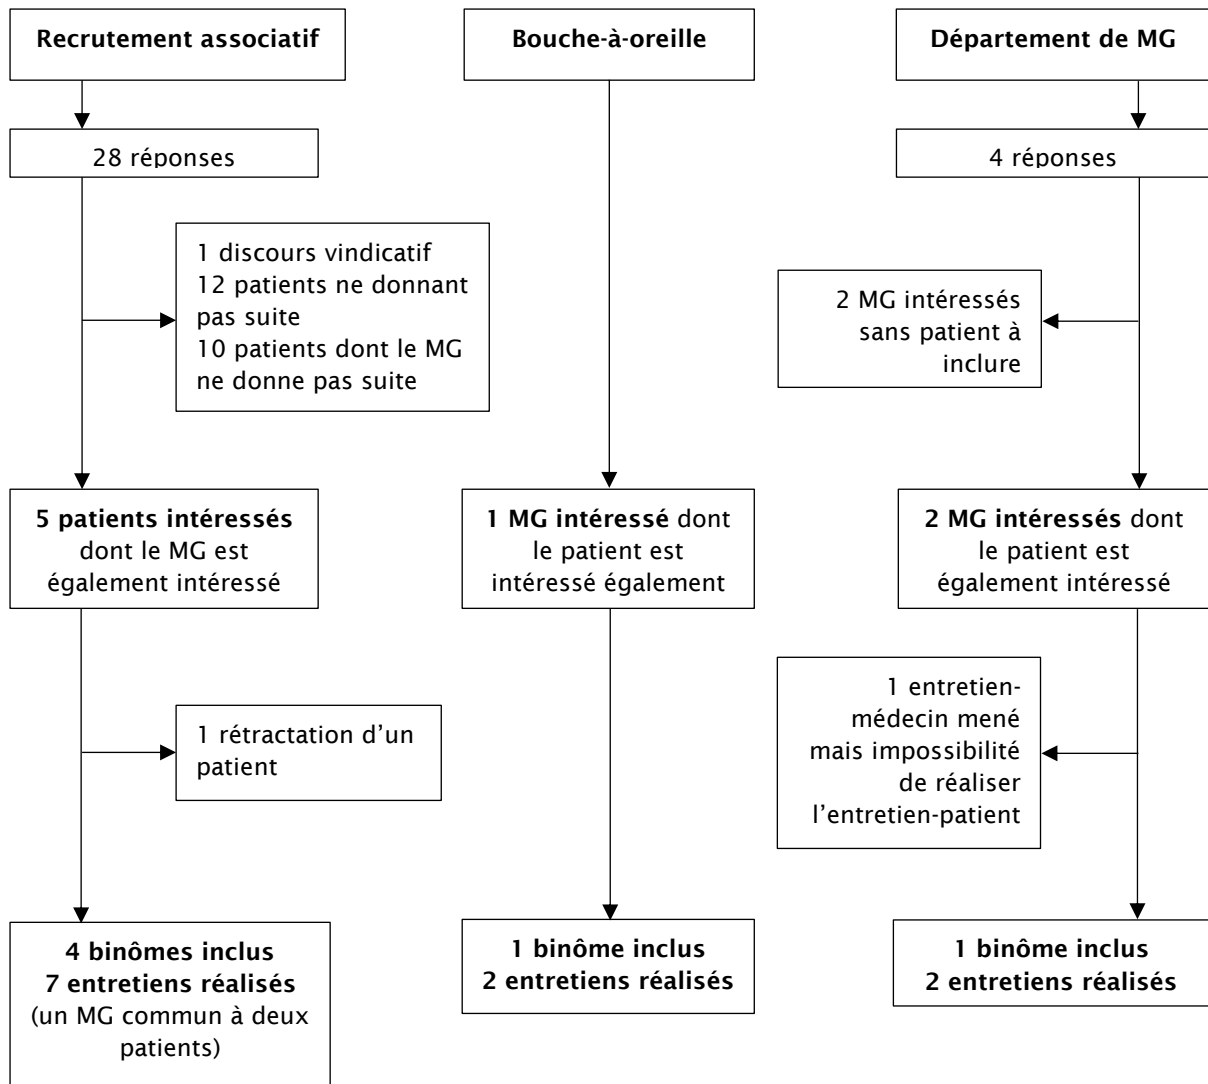 Recrutement associatif
28 réponses
1 discours vindicatif
12 patients ne donnant
pas suite
10 patients dont le MG
ne donne pas suite
5 patients intéressés
dont le MG est
également intéressé
1 rétractation d’un
patient
4 binômes inclus
7 entretiens réalisés
(un MG commun à deux
patients)
Bouche-à-oreille
1 MG intéressé dont
le patient est
intéressé également
1 binôme inclus
2 entretiens réalisés
Département de MG
4 réponses
2 MG intéressés
sans patient à
inclure
2 MG intéressés dont
le patient est
également intéressé
1 entretien-
médecin mené
mais impossibilité
de réaliser
l’entretien-patient
1 binôme inclus
2 entretiens réalisés